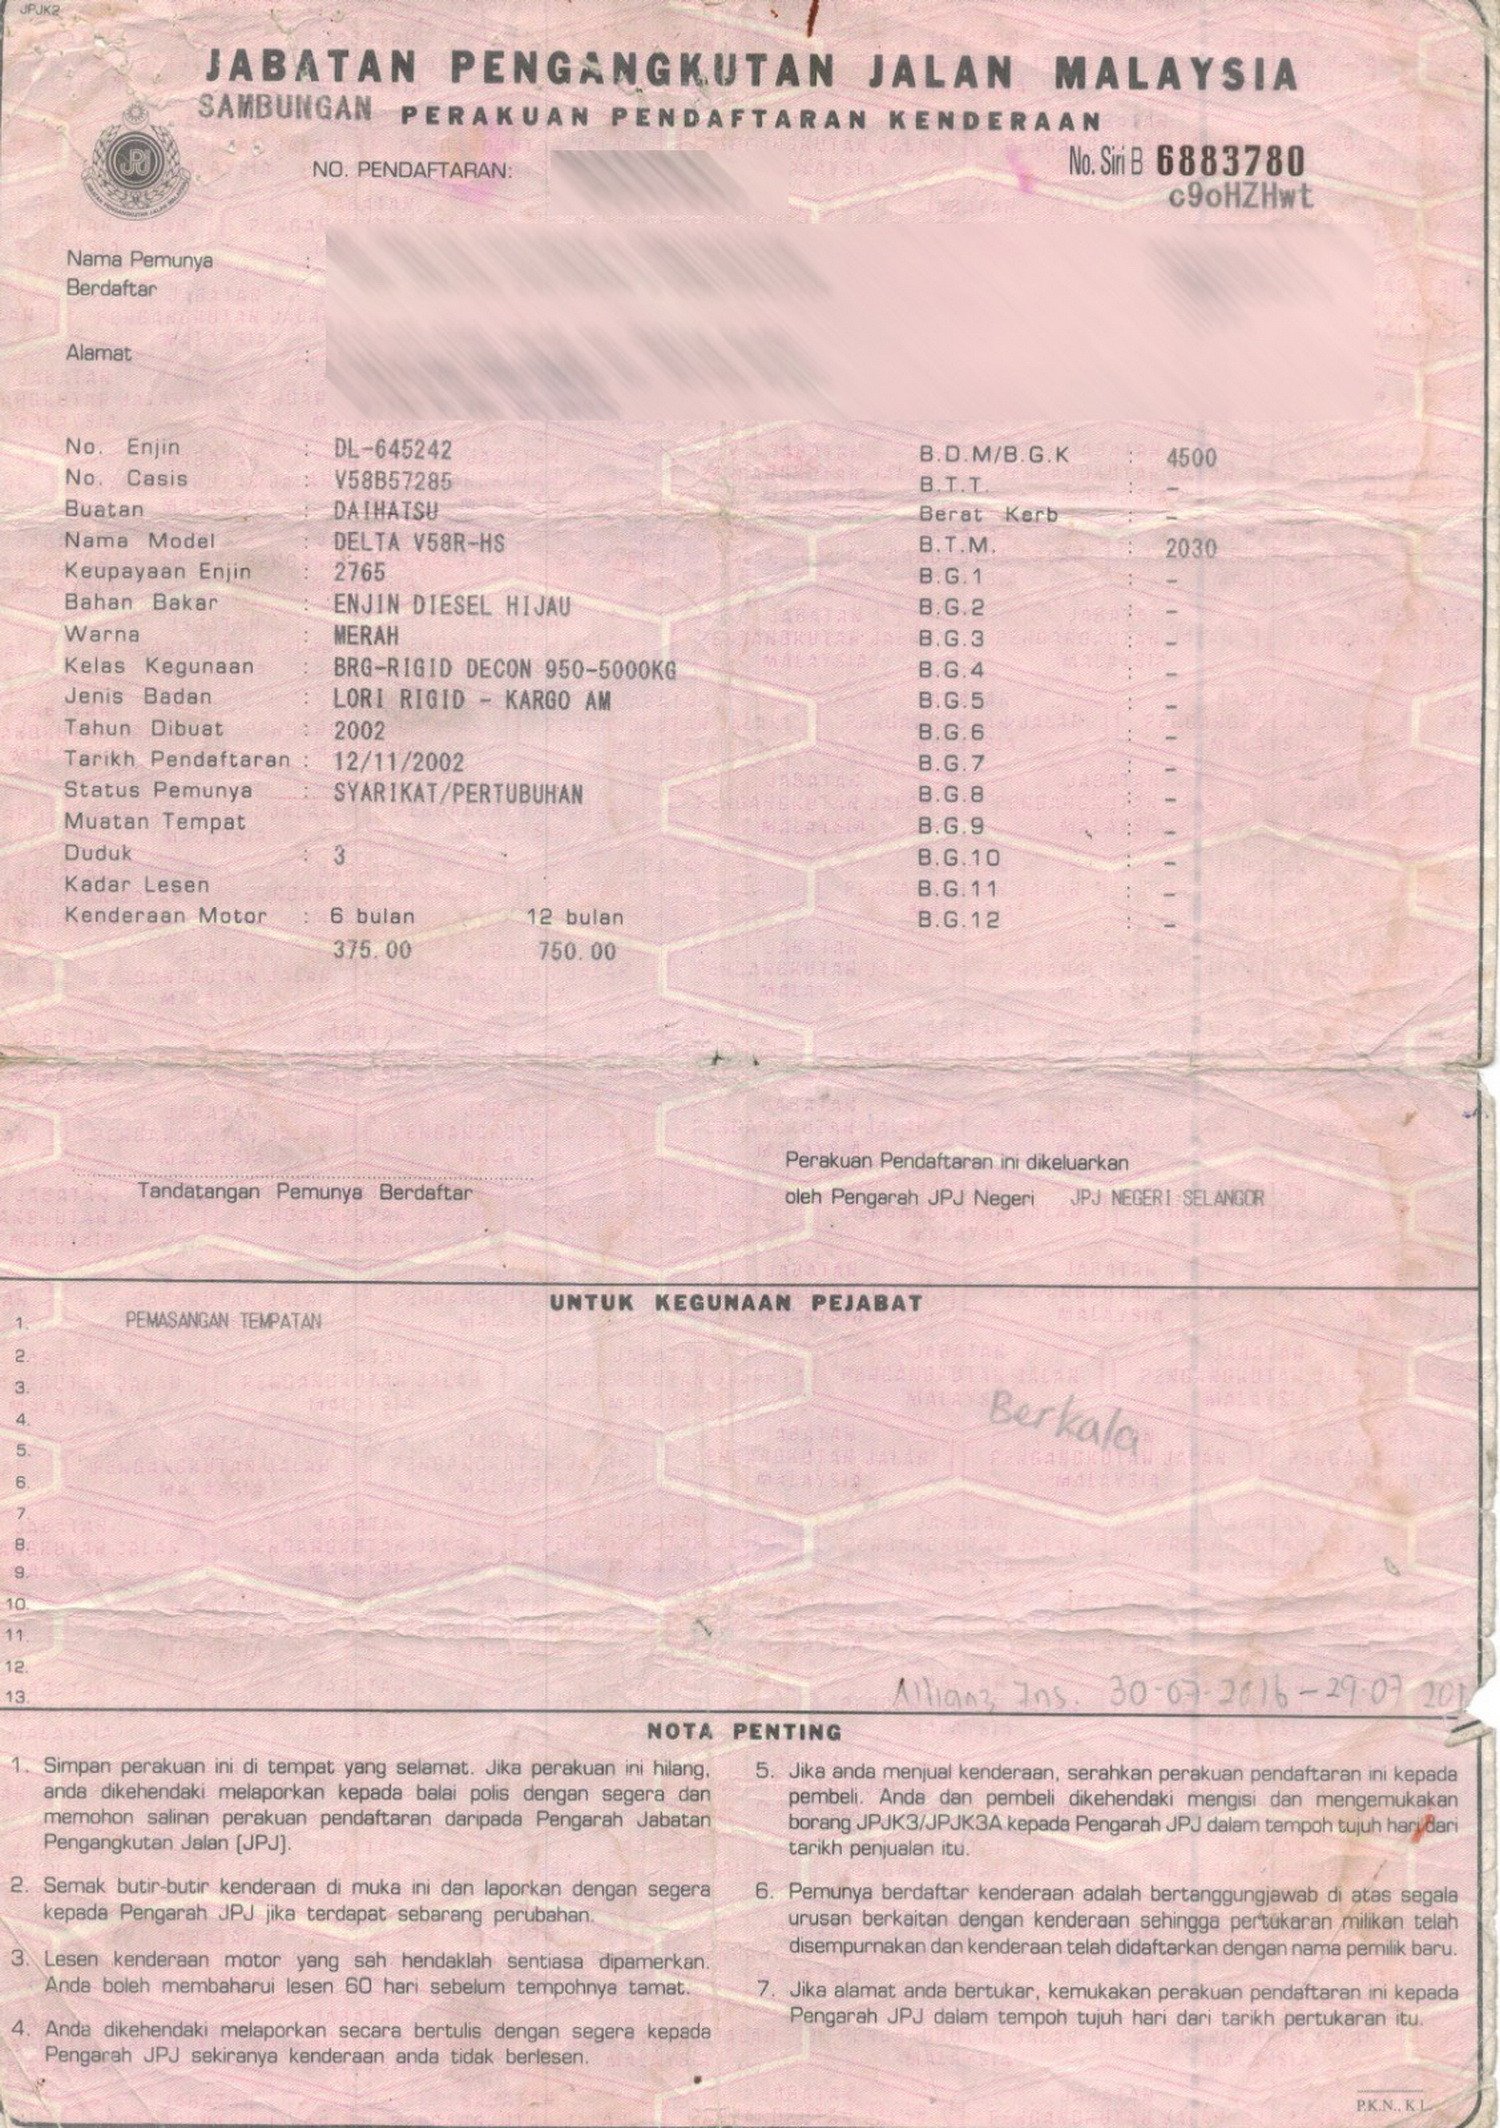 JPJK2
JABATAN PENGANGKUTAN JALAN MALAYSIA
SAMBUNGAN PERAKUAN PENDAFTARAN KENDERAAN
NO. PENDAFTARAN:
No. Siri B 6883780
c9oHZHwt
JPJ
Nama Pemunya :
Berdaftar
Alamat :
No. Enjin : DL-645242
No. Casis : V58B57285
Buatan : DAIHATSU
Nama Model : DELTA V58R-HS
Keupayaan Enjin : 2765
Bahan Bakar : ENJIN DIESEL HIJAU
Warna : MERAH
Kelas Kegunaan : BRG-RIGID DECON 950-5000KG
Jenis Badan : LORI RIGID - KARGO AM
Tahun Dibuat : 2002
Tarikh Pendaftaran : 12/11/2002
Status Pemunya : SYARIKAT/PERTUBUHAN
Muatan Tempat
Duduk : 3
Kadar Lesen
Kenderaan Motor : 6 bulan 12 bulan
375.00 750.00
B.D.M/B.G.K : 4500
B.T.T. : -
Berat Kerb : -
B.T.M. : 2030
B.G.1 : -
B.G.2 : -
B.G.3 : -
B.G.4 : -
B.G.5 : -
B.G.6 : -
B.G.7 : -
B.G.8 : -
B.G.9 : -
B.G.10 : -
B.G.11 : -
B.G.12 : -
Tandatangan Pemunya Berdaftar
Perakuan Pendaftaran ini dikeluarkan
oleh Pengarah JPJ Negeri JPJ NEGERI SELANGOR
UNTUK KEGUNAAN PEJABAT
1. PEMASANGAN TEMPATAN
2.
3.
4.
Berkala
5.
6.
7.
8.
9.
10.
11.
12.
13.
Allianz Ins. 30-07-2016 - 29-07
NOTA PENTING
1. Simpan perakuan ini di tempat yang selamat. Jika perakuan ini hilang,
anda dikehendaki melaporkan kepada balai polis dengan segera dan
memohon salinan perakuan pendaftaran daripada Pengarah Jabatan
Pengangkutan Jalan (JPJ).
2. Semak butir-butir kenderaan di muka ini dan laporkan dengan segera
kepada Pengarah JPJ jika terdapat sebarang perubahan.
3. Lesen kenderaan motor yang sah hendaklah sentiasa dipamerkan.
Anda boleh membaharui lesen 60 hari sebelum tempohnya tamat.
4. Anda dikehendaki melaporkan secara bertulis dengan segera kepada
Pengarah JPJ sekiranya kenderaan anda tidak berlesen.
5. Jika anda menjual kenderaan, serahkan perakuan pendaftaran ini kepada
pembeli. Anda dan pembeli dikehendaki mengisi dan mengemukakan
borang JPJK3/JPJK3A kepada Pengarah JPJ dalam tempoh tujuh hari dari
tarikh penjualan itu.
6. Pemunya berdaftar kenderaan adalah bertanggungjawab di atas segala
urusan berkaitan dengan kenderaan sehingga pertukaran milikan telah
disempurnakan dan kenderaan telah didaftarkan dengan nama pemilik baru.
7. Jika alamat anda bertukar, kemukakan perakuan pendaftaran ini kepada
Pengarah JPJ dalam tempoh tujuh hari dari tarikh pertukaran itu.
P.K.N., K.L.